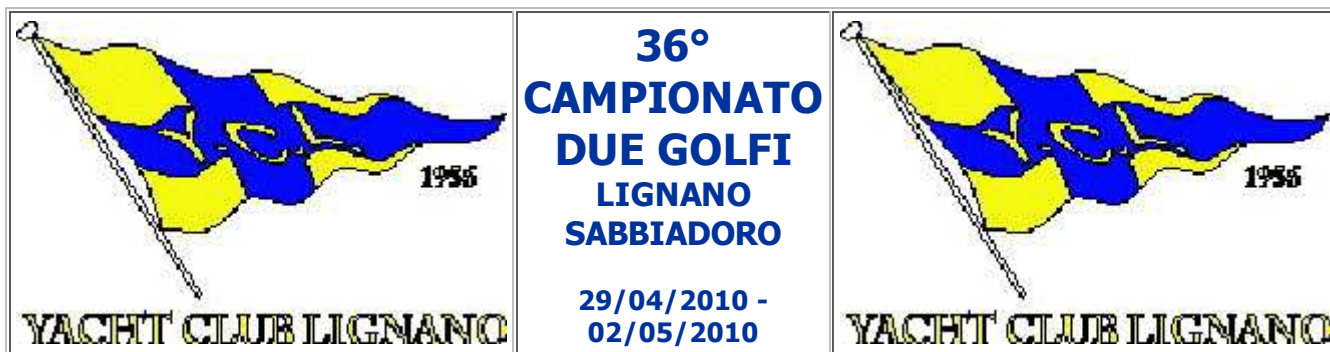 1956
YACHT CLUB LIGNANO
36°
CAMPIONATO
DUE GOLFI
LIGNANO
SABBIADORO
29/04/2010 -
02/05/2010
1956
YACHT CLUB LIGNANO